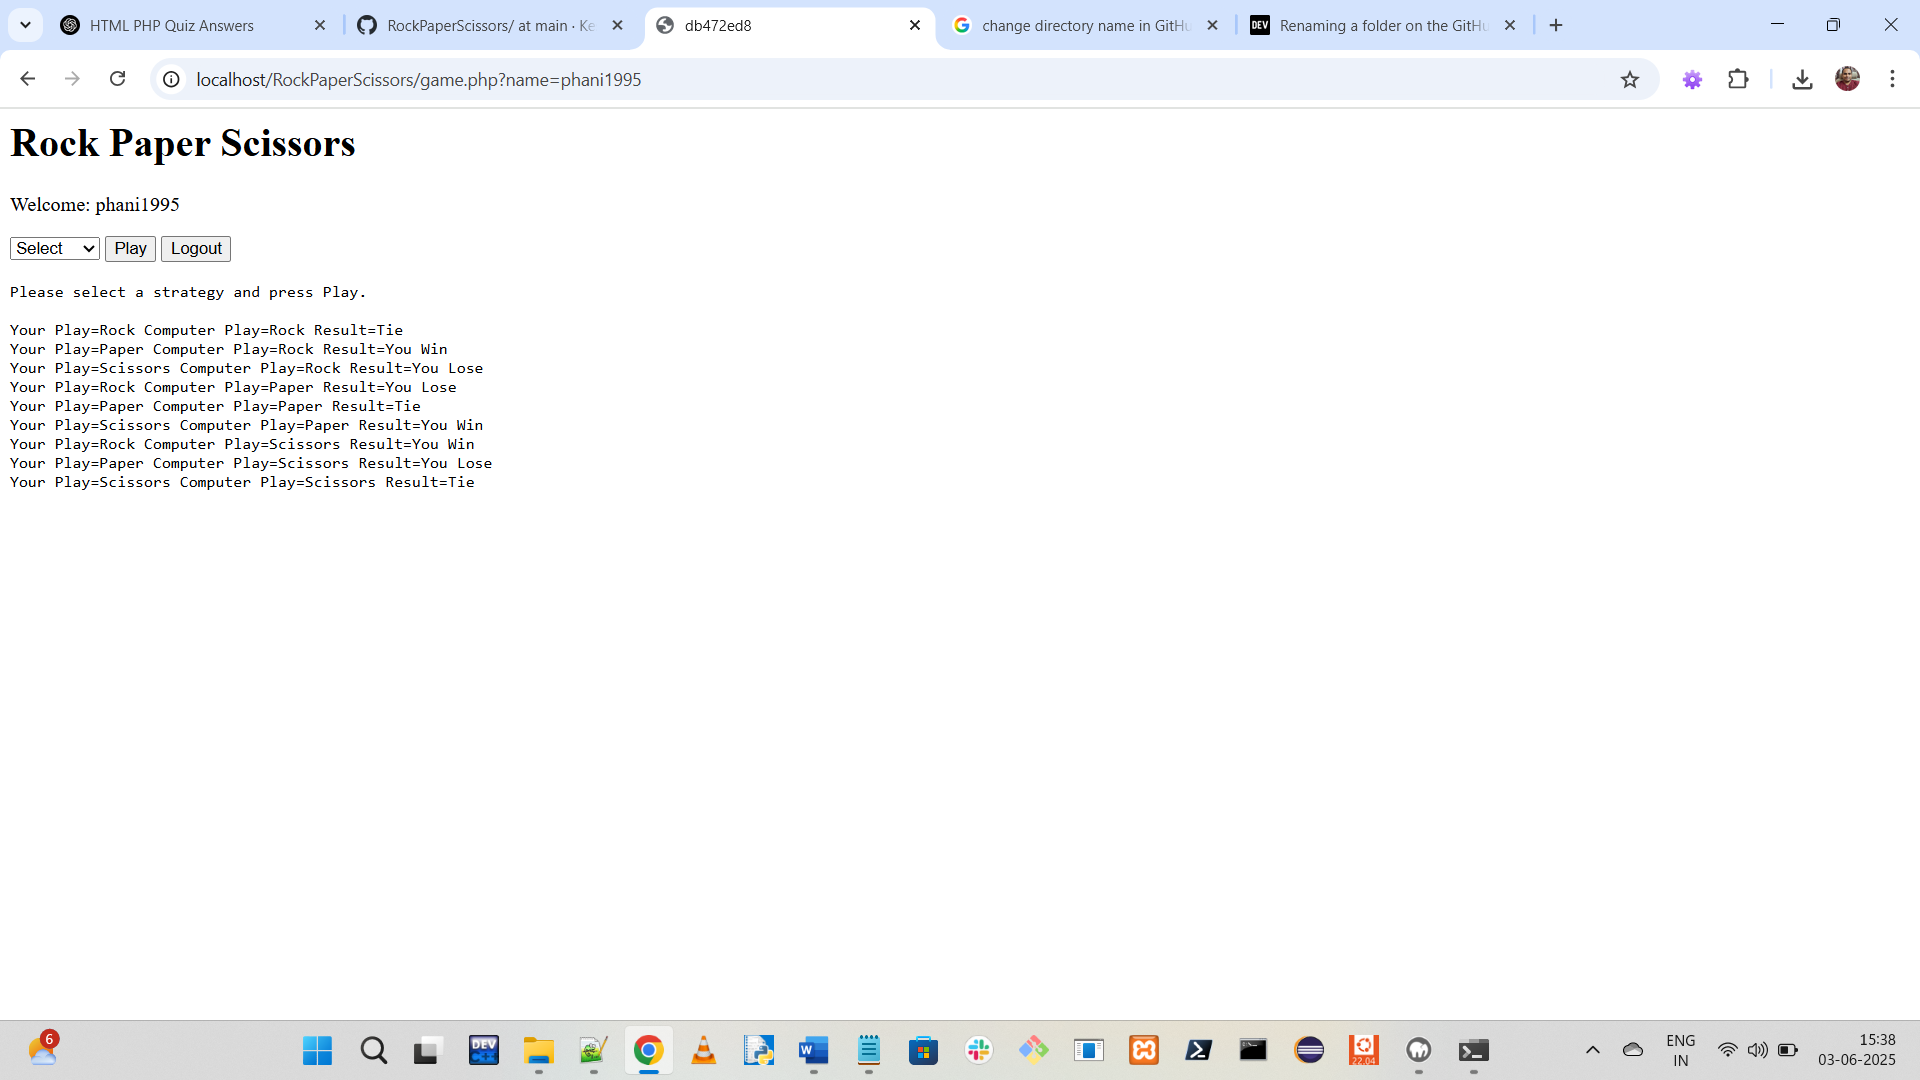 HTML PHP Quiz Answers
RockPaperScissors/ at main · Ke
db472ed8
change directory name in GitHu
DEV
Renaming a folder on the GitHu
localhost/RockPaperScissors/game.php?name=phani1995
Rock Paper Scissors
Welcome: phani1995
Select Play Logout
Please select a strategy and press Play.
Your Play=Rock Computer Play=Rock Result=Tie
Your Play=Paper Computer Play=Rock Result=You Win
Your Play=Scissors Computer Play=Rock Result=You Lose
Your Play=Rock Computer Play=Paper Result=You Lose
Your Play=Paper Computer Play=Paper Result=Tie
Your Play=Scissors Computer Play=Paper Result=You Win
Your Play=Rock Computer Play=Scissors Result=You Win
Your Play=Paper Computer Play=Scissors Result=You Lose
Your Play=Scissors Computer Play=Scissors Result=Tie
6
DEV
C++
W
22.04
ENG
IN
15:38
03-06-2025